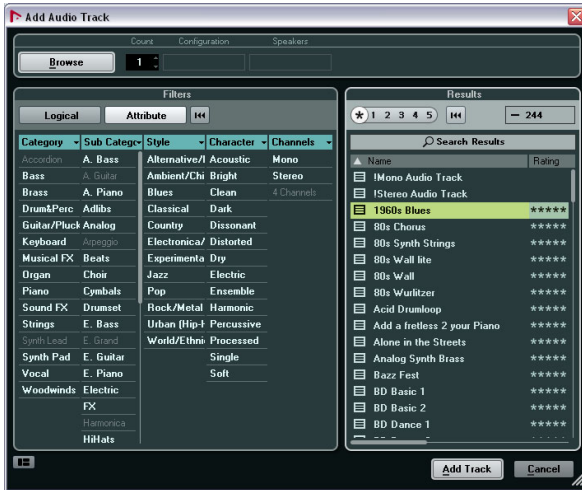 Add Audio Track
Count Configuration Speakers
Browse 1
Filters
Logical Attribute
Category Sub Catego Style Character Channels
Accordion A. Bass Alternative/I Acoustic Mono
Bass A. Guitar Ambient/Chi Bright Stereo
Brass A. Piano Blues Clean 4 Channels
Drum&Perc Adlibs Classical Dark
Guitar/Pluck Analog Country Dissonant
Keyboard Arpeggio Electronica/ Distorted
Musical FX Beats Experimenta Dry
Organ Choir Jazz Electric
Piano Cymbals Pop Ensemble
Sound FX Drumset Rock/Metal Harmonic
Strings E. Bass Urban (Hip-H Percussive
Synth Lead E. Grand World/Ethni Processed
Synth Pad E. Guitar Single
Vocal E. Piano Soft
Woodwinds Electric
FX
Harmonica
HiHats
Results
* 1 2 3 4 5 244
Search Results
Name Rating
!Mono Audio Track
!Stereo Audio Track
1960s Blues *****
80s Chorus *****
80s Synth Strings *****
80s Wall lite *****
80s Wall *****
80s Wurlitzer *****
Acid Drumloop *****
Add a fretless 2 your Piano *****
Alone in the Streets *****
Analog Synth Brass *****
Bazz Fest *****
BD Basic 1 *****
BD Basic 2 *****
BD Dance 1 *****
Add Track Cancel